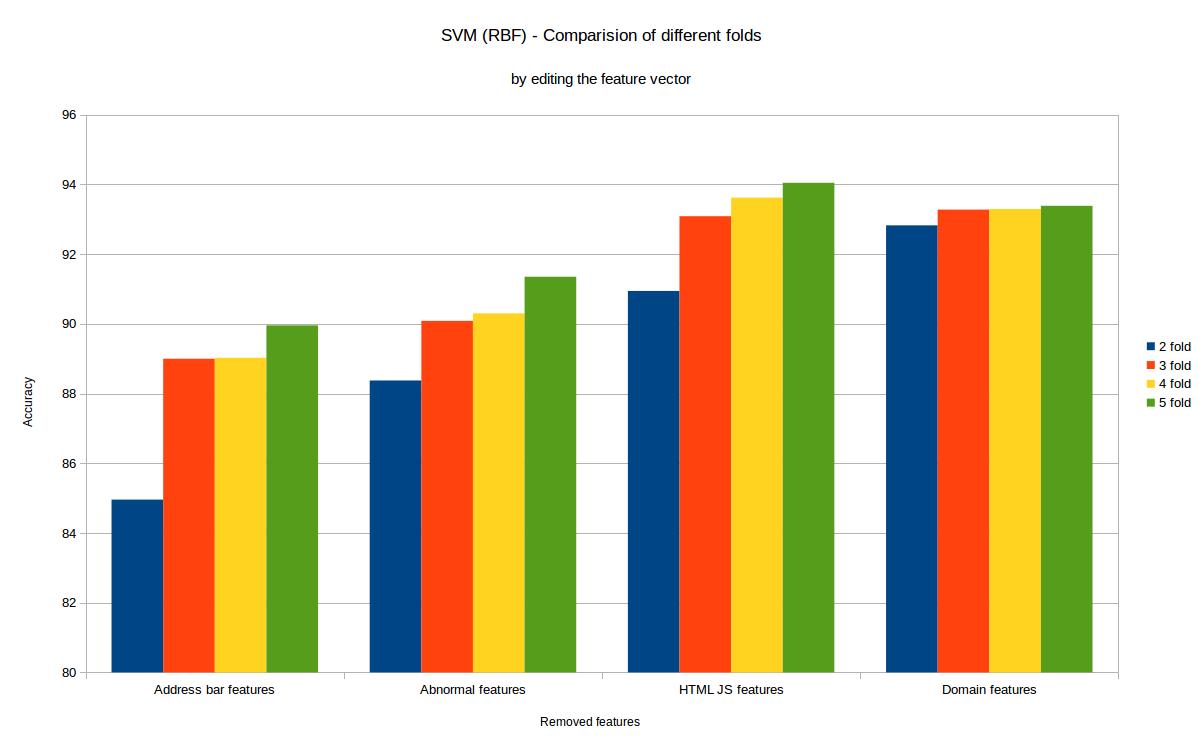 SVM (RBF) - Comparision of different folds
by editing the feature vector
96
94
92
90
88
86
84
82
80
Accuracy
Address bar features
Abnormal features
HTML JS features
Domain features
Removed features
2 fold
3 fold
4 fold
5 fold